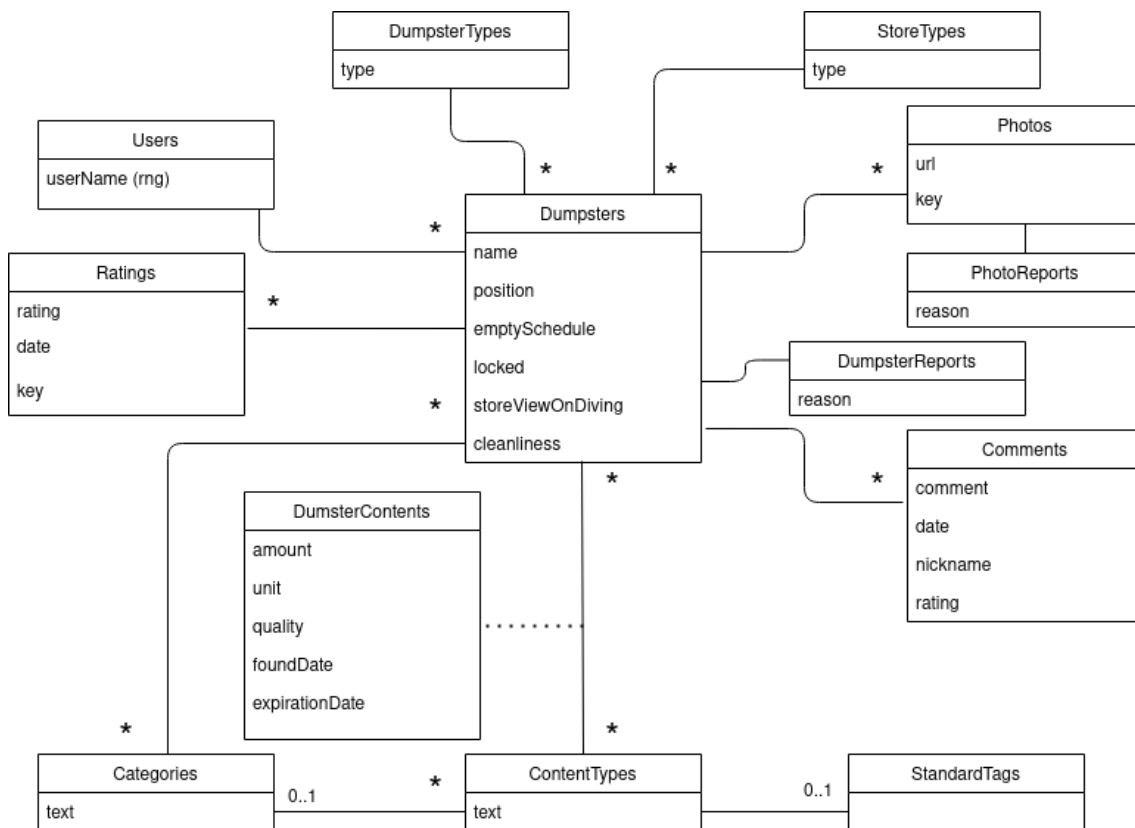 DumpsterTypes
type
StoreTypes
type
Users
userName (rng)
Photos
url
key
*
*
*
*
Dumpsters
name
position
emptySchedule
locked
storeViewOnDiving
cleanliness
Ratings
rating
date
key
*
PhotoReports
reason
DumpsterReports
reason
*
Comments
comment
date
nickname
rating
*
*
DumsterContents
amount
unit
quality
foundDate
expirationDate
*
*
Categories
text
0..1
*
ContentTypes
text
0..1
StandardTags